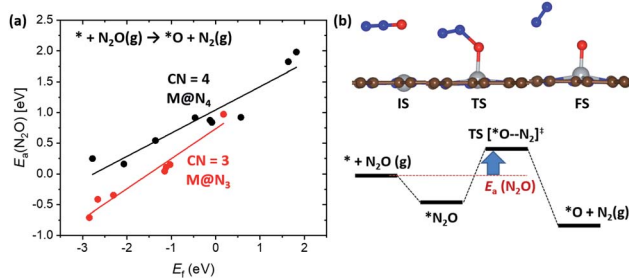 (a)
* + N₂O(g) → *O + N₂(g)
CN = 4
M@N₄
CN = 3
M@N₃
Eₐ(N₂O) [eV]
2.5
2.0
1.5
1.0
0.5
0.0
-0.5
-1.0
-3
-2
-1
0
1
2
E_f (eV)
(b)
IS
TS
FS
TS [*O--N₂]‡
* + N₂O (g)
Eₐ (N₂O)
*N₂O
*O + N₂(g)